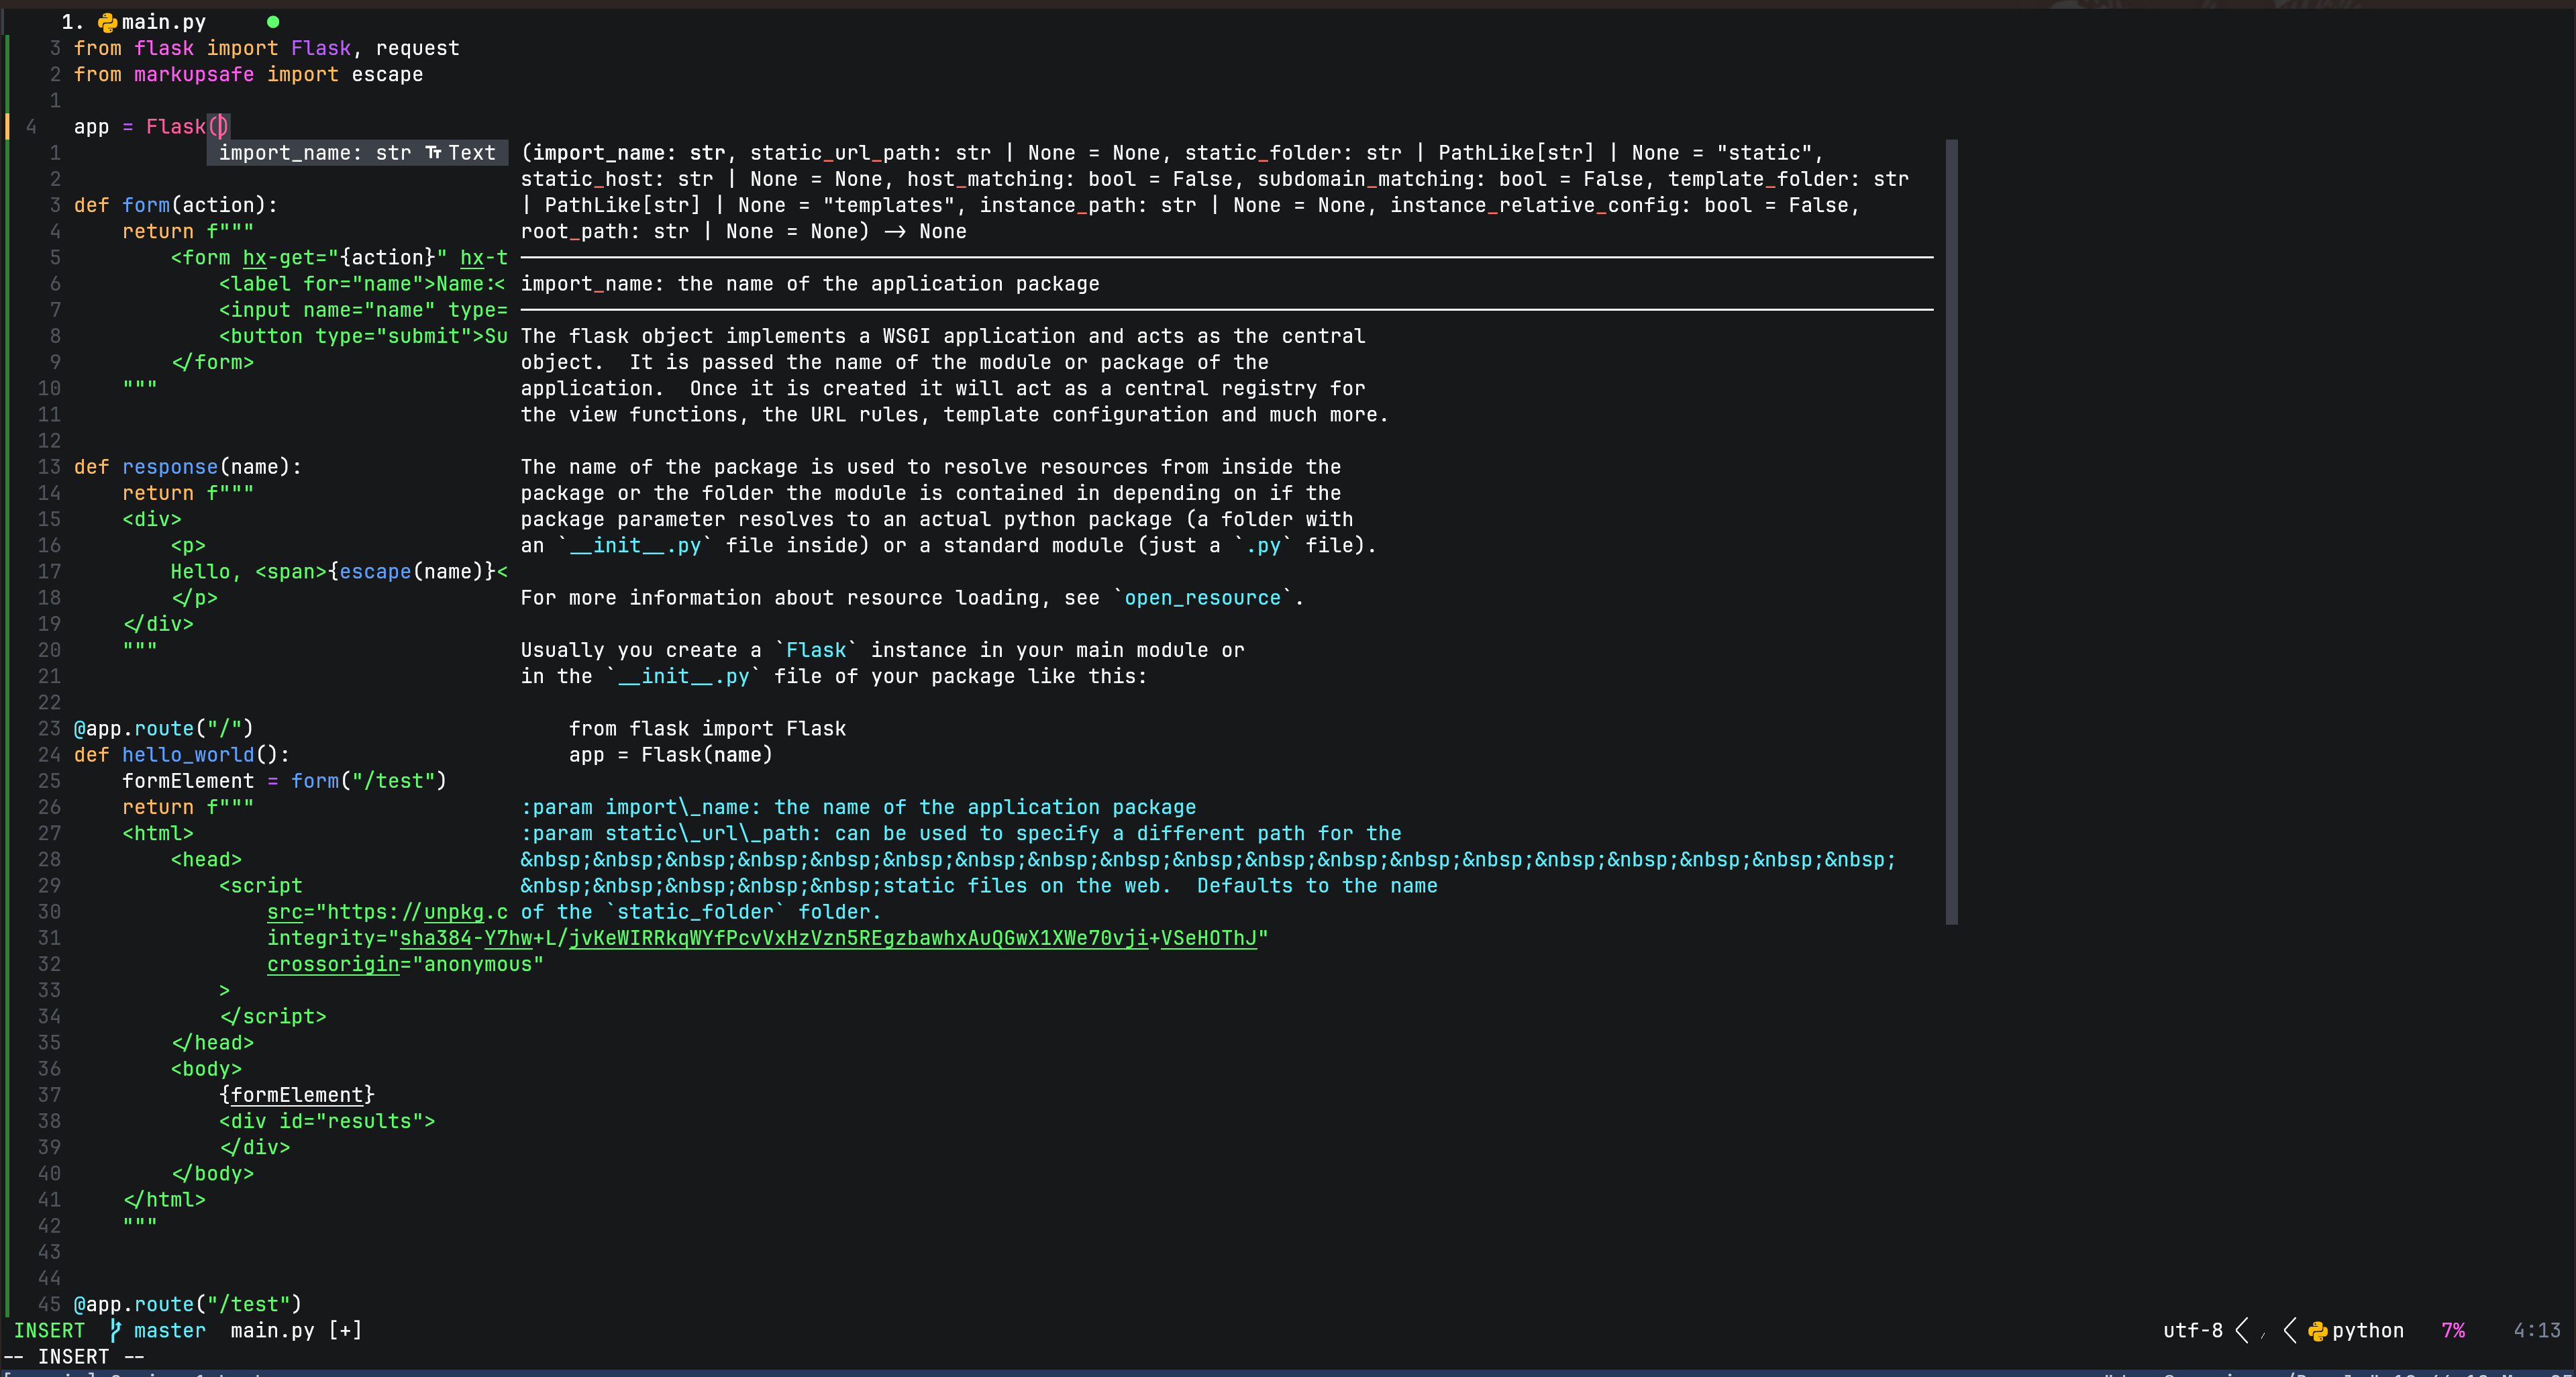 1. main.py
3 from flask import Flask, request
2 from markupsafe import escape
1
4 app = Flask()
1 import_name: str Text (import_name: str, static_url_path: str | None = None, static_folder: str | PathLike[str] | None = "static",
2 static_host: str | None = None, host_matching: bool = False, subdomain_matching: bool = False, template_folder: str
3 def form(action): | PathLike[str] | None = "templates", instance_path: str | None = None, instance_relative_config: bool = False,
4 return f""" root_path: str | None = None) -> None
5 <form hx-get="{action}" hx-t
6 <label for="name">Name:< import_name: the name of the application package
7 <input name="name" type=
8 <button type="submit">Su The flask object implements a WSGI application and acts as the central
9 </form> object.  It is passed the name of the module or package of the
10 """ application.  Once it is created it will act as a central registry for
11 the view functions, the URL rules, template configuration and much more.
12
13 def response(name): The name of the package is used to resolve resources from inside the
14 return f""" package or the folder the module is contained in depending on if the
15 <div> package parameter resolves to an actual python package (a folder with
16 <p> an `__init__.py` file inside) or a standard module (just a `.py` file).
17 Hello, <span>{escape(name)}<
18 </p> For more information about resource loading, see `open_resource`.
19 </div>
20 """ Usually you create a `Flask` instance in your main module or
21 in the `__init__.py` file of your package like this:
22
23 @app.route("/") from flask import Flask
24 def hello_world(): app = Flask(name)
25 formElement = form("/test")
26 return f""" :param import\_name: the name of the application package
27 <html> :param static\_url\_path: can be used to specify a different path for the
28 <head> &nbsp;&nbsp;&nbsp;&nbsp;&nbsp;&nbsp;&nbsp;&nbsp;&nbsp;&nbsp;&nbsp;&nbsp;&nbsp;&nbsp;&nbsp;&nbsp;&nbsp;&nbsp;&nbsp;
29 <script &nbsp;&nbsp;&nbsp;&nbsp;&nbsp;static files on the web.  Defaults to the name
30 src="https://unpkg.c of the `static_folder` folder.
31 integrity="sha384-Y7hw+L/jvKeWIRRkqWYfPcvVxHzVzn5REgzbawhxAuQGwX1XWe70vji+VSeHOThJ"
32 crossorigin="anonymous"
33 >
34 </script>
35 </head>
36 <body>
37 {formElement}
38 <div id="results">
39 </div>
40 </body>
41 </html>
42 """
43
44
45 @app.route("/test")
INSERT master main.py [+] utf-8 python 7% 4:13
-- INSERT --